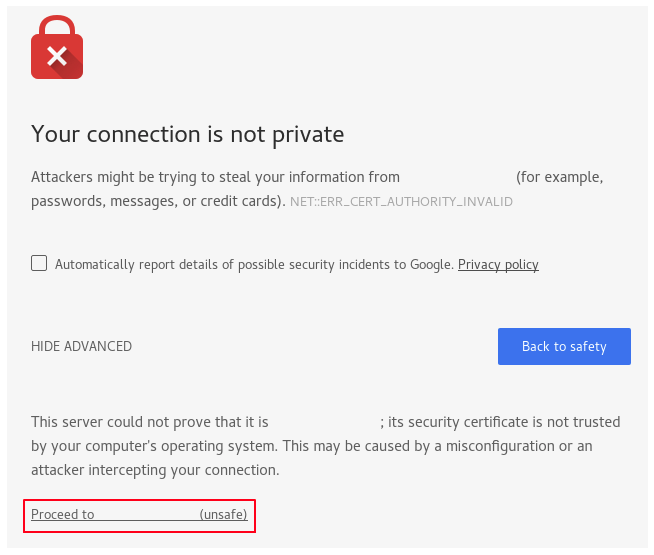 Your connection is not private
Attackers might be trying to steal your information from (for example,
passwords, messages, or credit cards). NET::ERR_CERT_AUTHORITY_INVALID
Automatically report details of possible security incidents to Google. Privacy policy
HIDE ADVANCED
Back to safety
This server could not prove that it is ; its security certificate is not trusted
by your computer's operating system. This may be caused by a misconfiguration or an
attacker intercepting your connection.
Proceed to (unsafe)